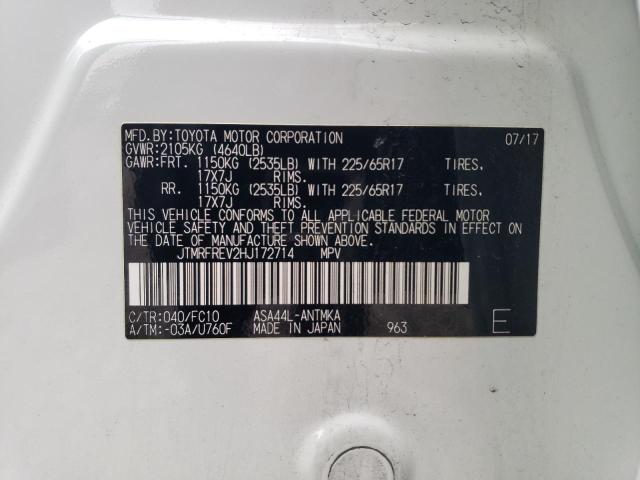 MFD.BY:TOYOTA MOTOR CORPORATION 07/17
GVWR:2105KG (4640LB)
GAWR:FRT. 1150KG (2535LB) WITH 225/65R17 TIRES,
17X7J RIMS.
RR. 1150KG (2535LB) WITH 225/65R17 TIRES,
17X7J RIMS.
THIS VEHICLE CONFORMS TO ALL APPLICABLE FEDERAL MOTOR
VEHICLE SAFETY AND THEFT PREVENTION STANDARDS IN EFFECT ON
THE DATE OF MANUFACTURE SHOWN ABOVE.
JTMRFREV2HJ172714 MPV
C/TR:040/FC10 ASA44L-ANTMKA
A/TM:-03A/U760F MADE IN JAPAN 963 E